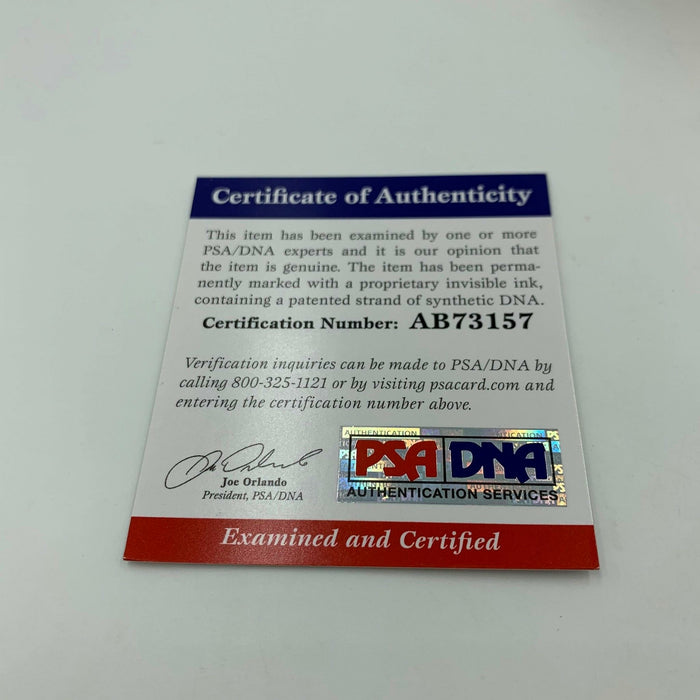 Certificate of Authenticity
This item has been examined by one or more
PSA/DNA experts and it is our opinion that
the item is genuine. The item has been perma-
nently marked with a proprietary invisible ink,
containing a patented strand of synthetic DNA.
Certification Number: AB73157
Verification inquiries can be made to PSA/DNA by
calling 800-325-1121 or by visiting psacard.com and
entering the certification number above.
Joe Orlando
President, PSA/DNA
AUTHENTICATION
PSA DNA
AUTHENTICATION SERVICES
Examined and Certified